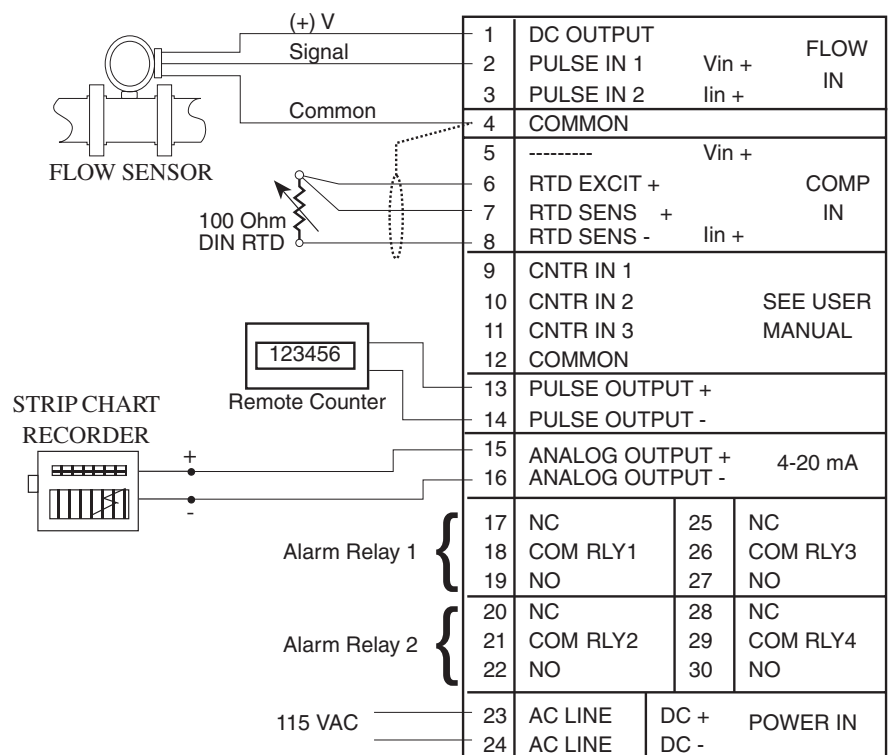 (+) V
Signal
Common
FLOW SENSOR
100 Ohm
DIN RTD
123456
Remote Counter
STRIP CHART
RECORDER
+
-
Alarm Relay 1
Alarm Relay 2
115 VAC
1 DC OUTPUT
2 PULSE IN 1 Vin +
3 PULSE IN 2 Iin +
FLOW
IN
4 COMMON
5 --------- Vin +
6 RTD EXCIT +
7 RTD SENS +
8 RTD SENS - Iin +
COMP
IN
9 CNTR IN 1
10 CNTR IN 2
11 CNTR IN 3
12 COMMON
SEE USER
MANUAL
13 PULSE OUTPUT +
14 PULSE OUTPUT -
15 ANALOG OUTPUT +
16 ANALOG OUTPUT -
4-20 mA
17 NC 25 NC
18 COM RLY1 26 COM RLY3
19 NO 27 NO
20 NC 28 NC
21 COM RLY2 29 COM RLY4
22 NO 30 NO
23 AC LINE DC +
24 AC LINE DC -
POWER IN